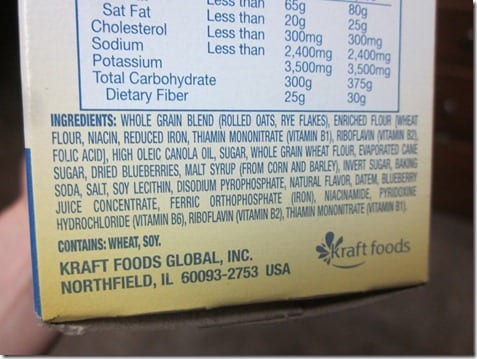 Less than 65g 80g
Sat Fat Less than 20g 25g
Cholesterol Less than 300mg 300mg
Sodium Less than 2,400mg 2,400mg
Potassium 3,500mg 3,500mg
Total Carbohydrate 300g 375g
Dietary Fiber 25g 30g
INGREDIENTS: WHOLE GRAIN BLEND (ROLLED OATS, RYE FLAKES), ENRICHED FLOUR [WHEAT
FLOUR, NIACIN, REDUCED IRON, THIAMIN MONONITRATE (VITAMIN B1), RIBOFLAVIN (VITAMIN B2),
FOLIC ACID], HIGH OLEIC CANOLA OIL, SUGAR, WHOLE GRAIN WHEAT FLOUR, EVAPORATED CANE
SUGAR, DRIED BLUEBERRIES, MALT SYRUP (FROM CORN AND BARLEY), INVERT SUGAR, BAKING
SODA, SALT, SOY LECITHIN, DISODIUM PYROPHOSPHATE, NATURAL FLAVOR, DATEM, BLUEBERRY
JUICE CONCENTRATE, FERRIC ORTHOPHOSPHATE (IRON), NIACINAMIDE, PYRIDOXINE
HYDROCHLORIDE (VITAMIN B6), RIBOFLAVIN (VITAMIN B2), THIAMIN MONONITRATE (VITAMIN B1).
CONTAINS: WHEAT, SOY.
KRAFT FOODS GLOBAL, INC.
NORTHFIELD, IL 60093-2753 USA
kraft foods